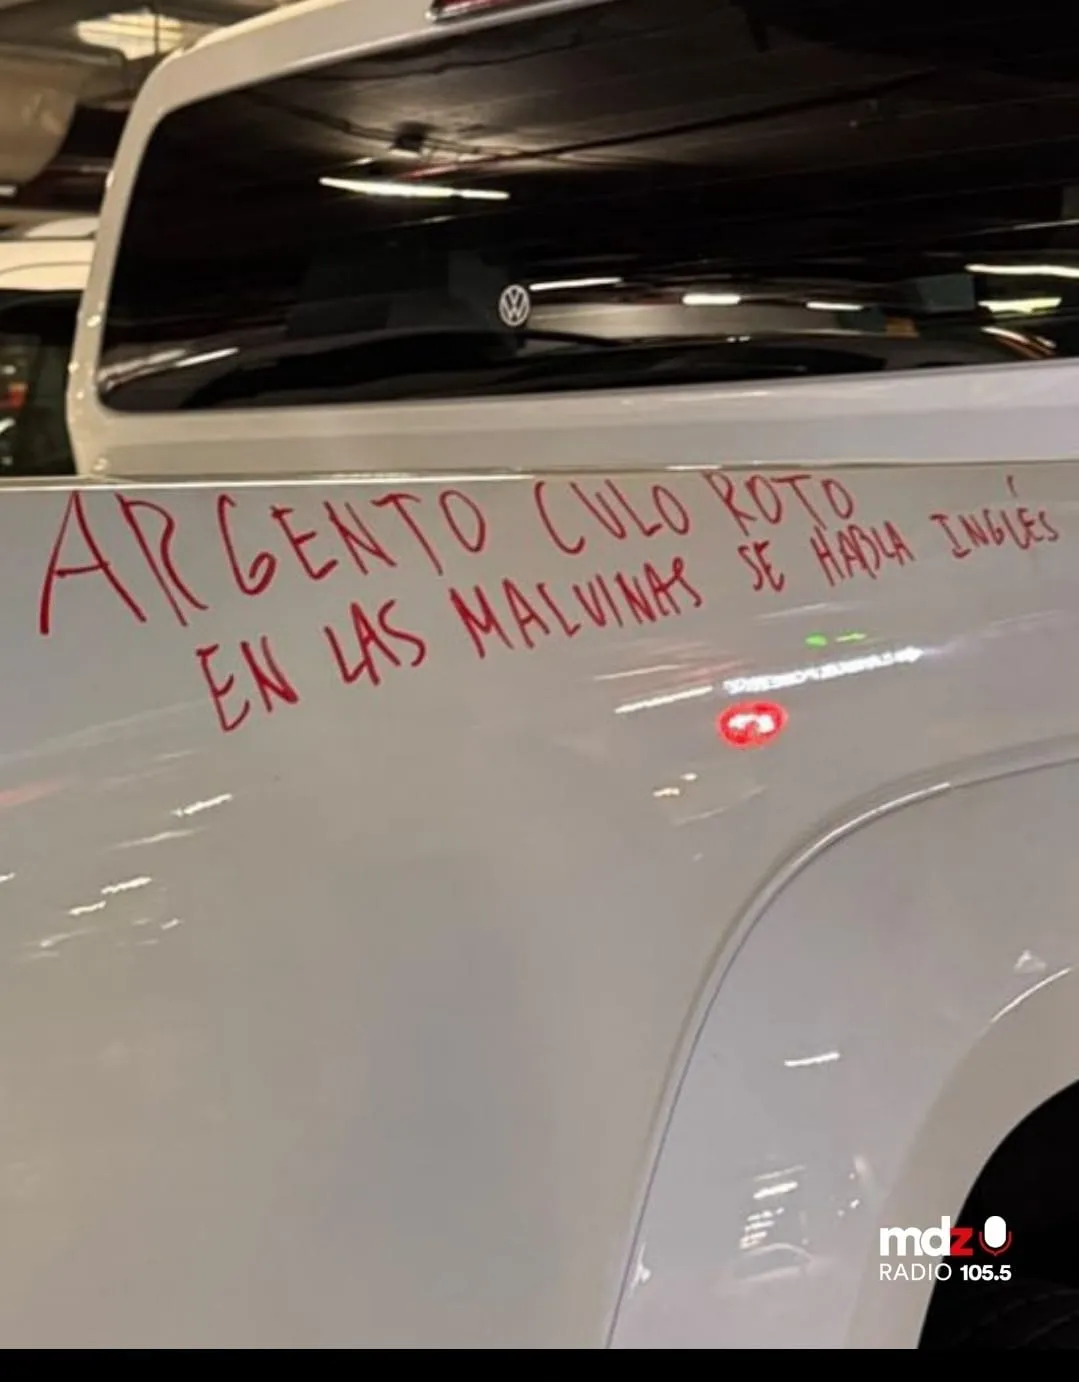 ARGENTO CULO ROTO
EN LAS MALVINAS SE HABLA INGLÉS
mdz
RADIO 105.5